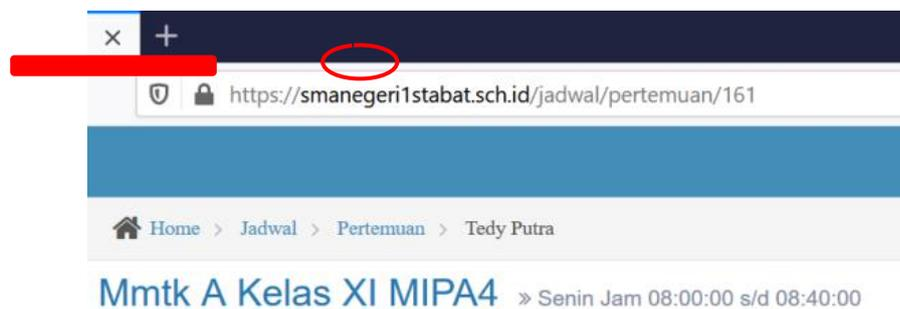 https://smanegeri1stabat.sch.id/jadwal/pertemuan/161
Home > Jadwal > Pertemuan > Tedy Putra
Mmtk A Kelas XI MIPA4 » Senin Jam 08:00:00 s/d 08:40:00